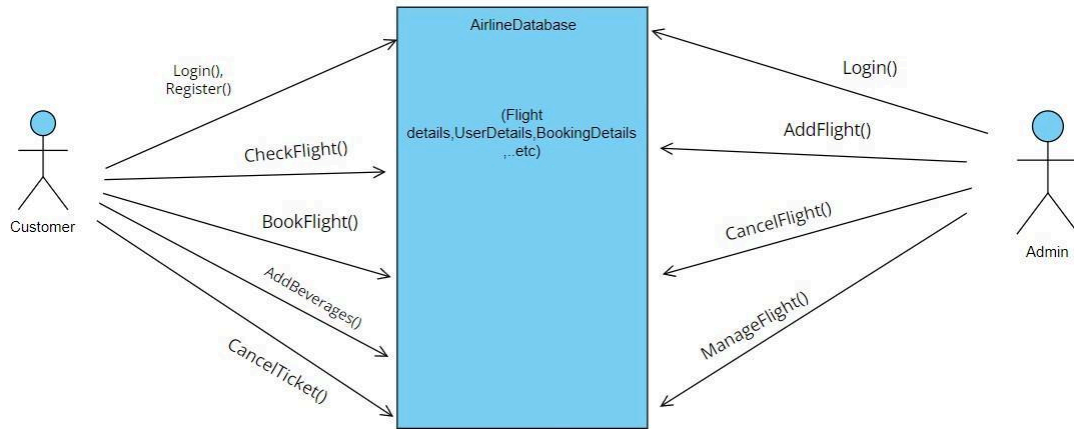 AirlineDatabase
(Flight
details,UserDetails,BookingDetails
,..etc)
Login(),
Register()
CheckFlight()
BookFlight()
AddBeverages()
CancelTicket()
Customer
Login()
AddFlight()
CancelFlight()
ManageFlight()
Admin